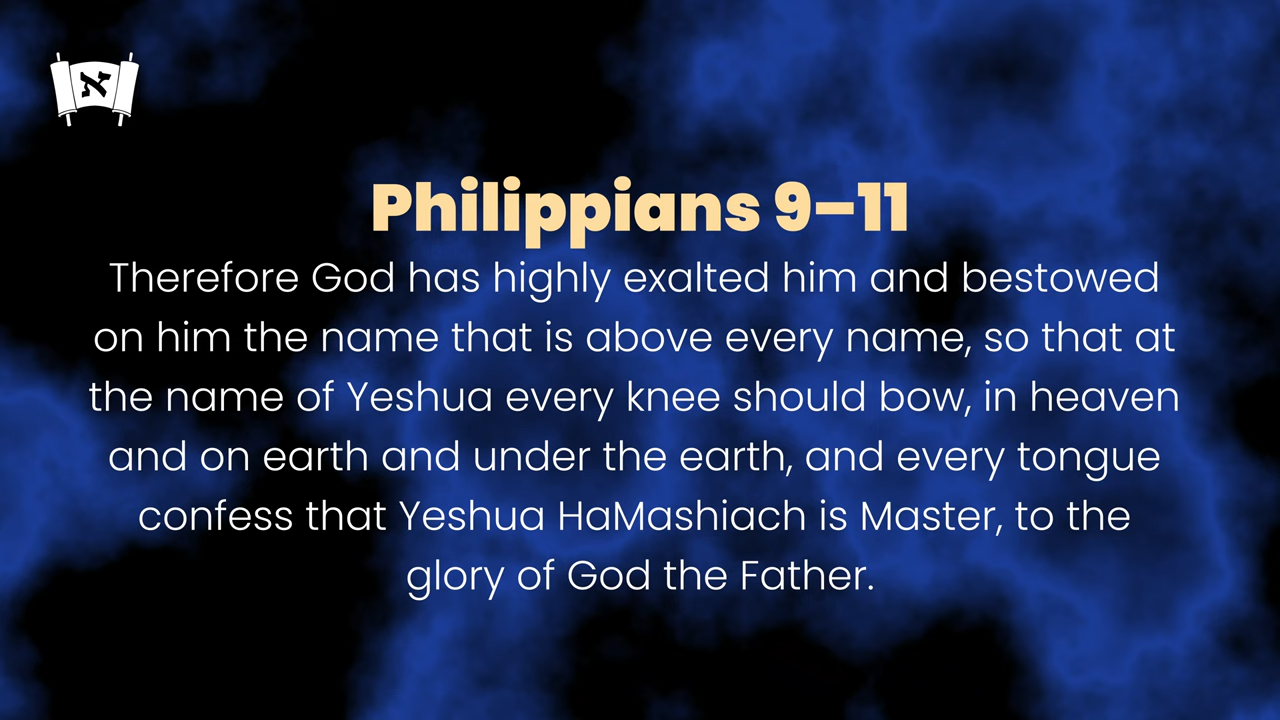 א
Philippians 9–11
Therefore God has highly exalted him and bestowed
on him the name that is above every name, so that at
the name of Yeshua every knee should bow, in heaven
and on earth and under the earth, and every tongue
confess that Yeshua HaMashiach is Master, to the
glory of God the Father.